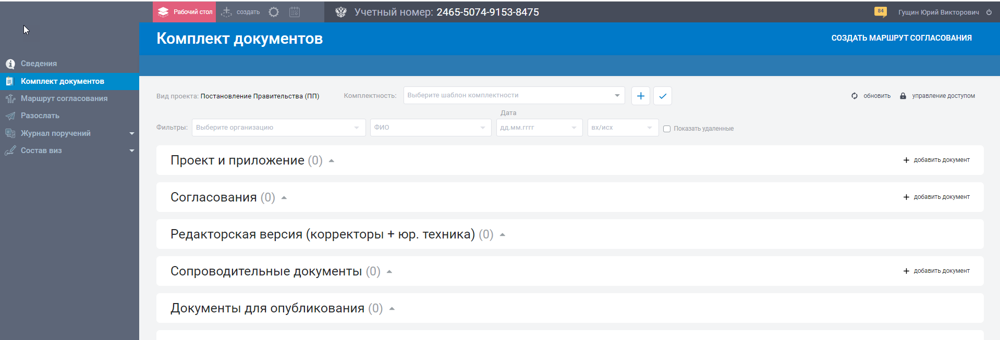 Рабочий стол
создать
Учетный номер: 2465-5074-9153-8475
84
Гущин Юрий Викторович
Комплект документов
СОЗДАТЬ МАРШРУТ СОГЛАСОВАНИЯ
Сведения
Комплект документов
Маршрут согласования
Разослать
Журнал поручений
Состав виз
Вид проекта: Постановление Правительства (ПП)
Комплектность:
Выберите шаблон комплектности
обновить
управление доступом
Дата
Фильтры:
Выберите организацию
ФИО
дд.мм.гггг
вх/исх
Показать удаленные
Проект и приложение (0)
добавить документ
Согласования (0)
добавить документ
Редакторская версия (корректоры + юр. техника) (0)
Сопроводительные документы (0)
добавить документ
Документы для опубликования (0)